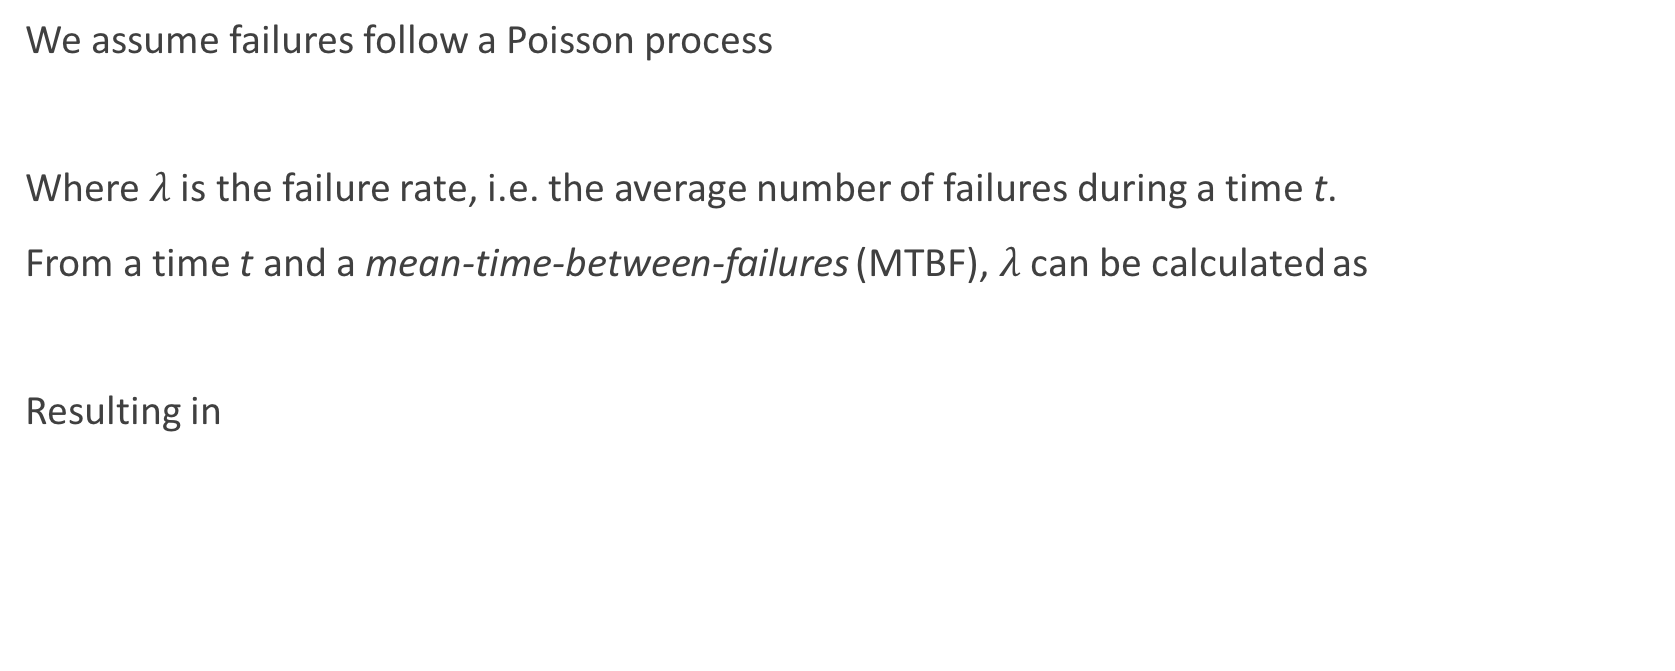 We assume failures follow a Poisson process
Where λ is the failure rate, i.e. the average number of failures during a time t.
From a time t and a mean-time-between-failures (MTBF), λ can be calculated as
Resulting in